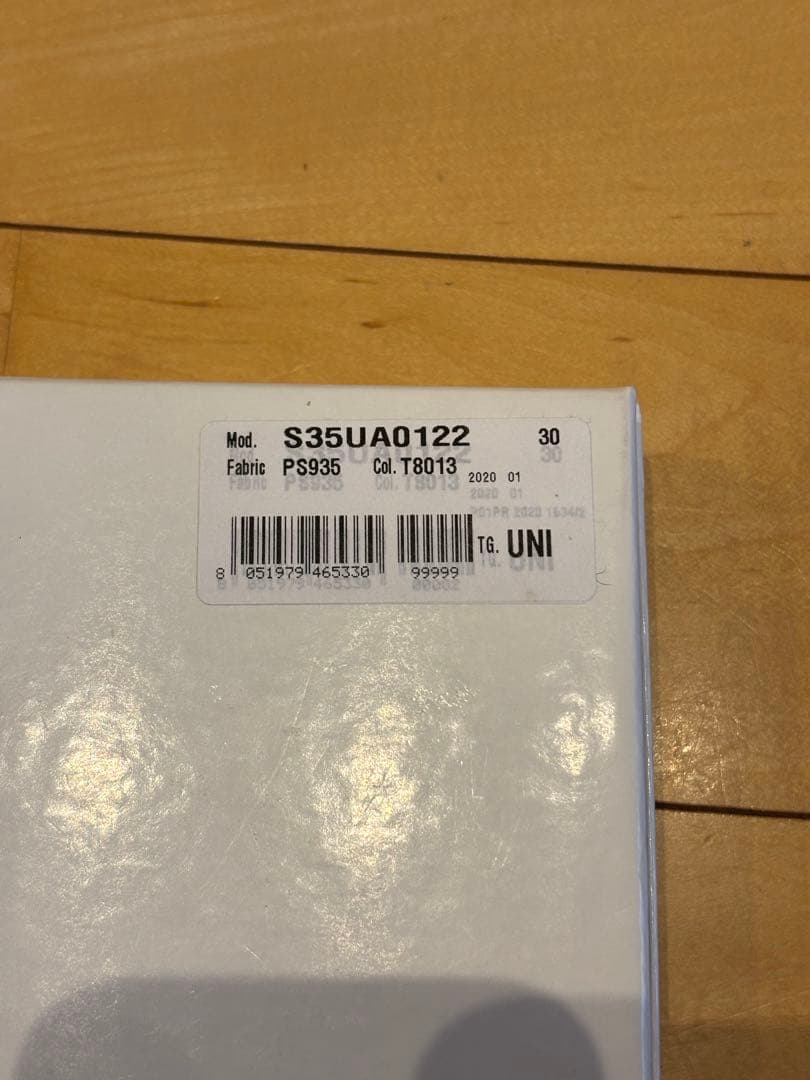 Mod. S35UA0122 30
Fabric PS935 Col. T8013 2020 01
8 051979 465330 99999 TG. UNI